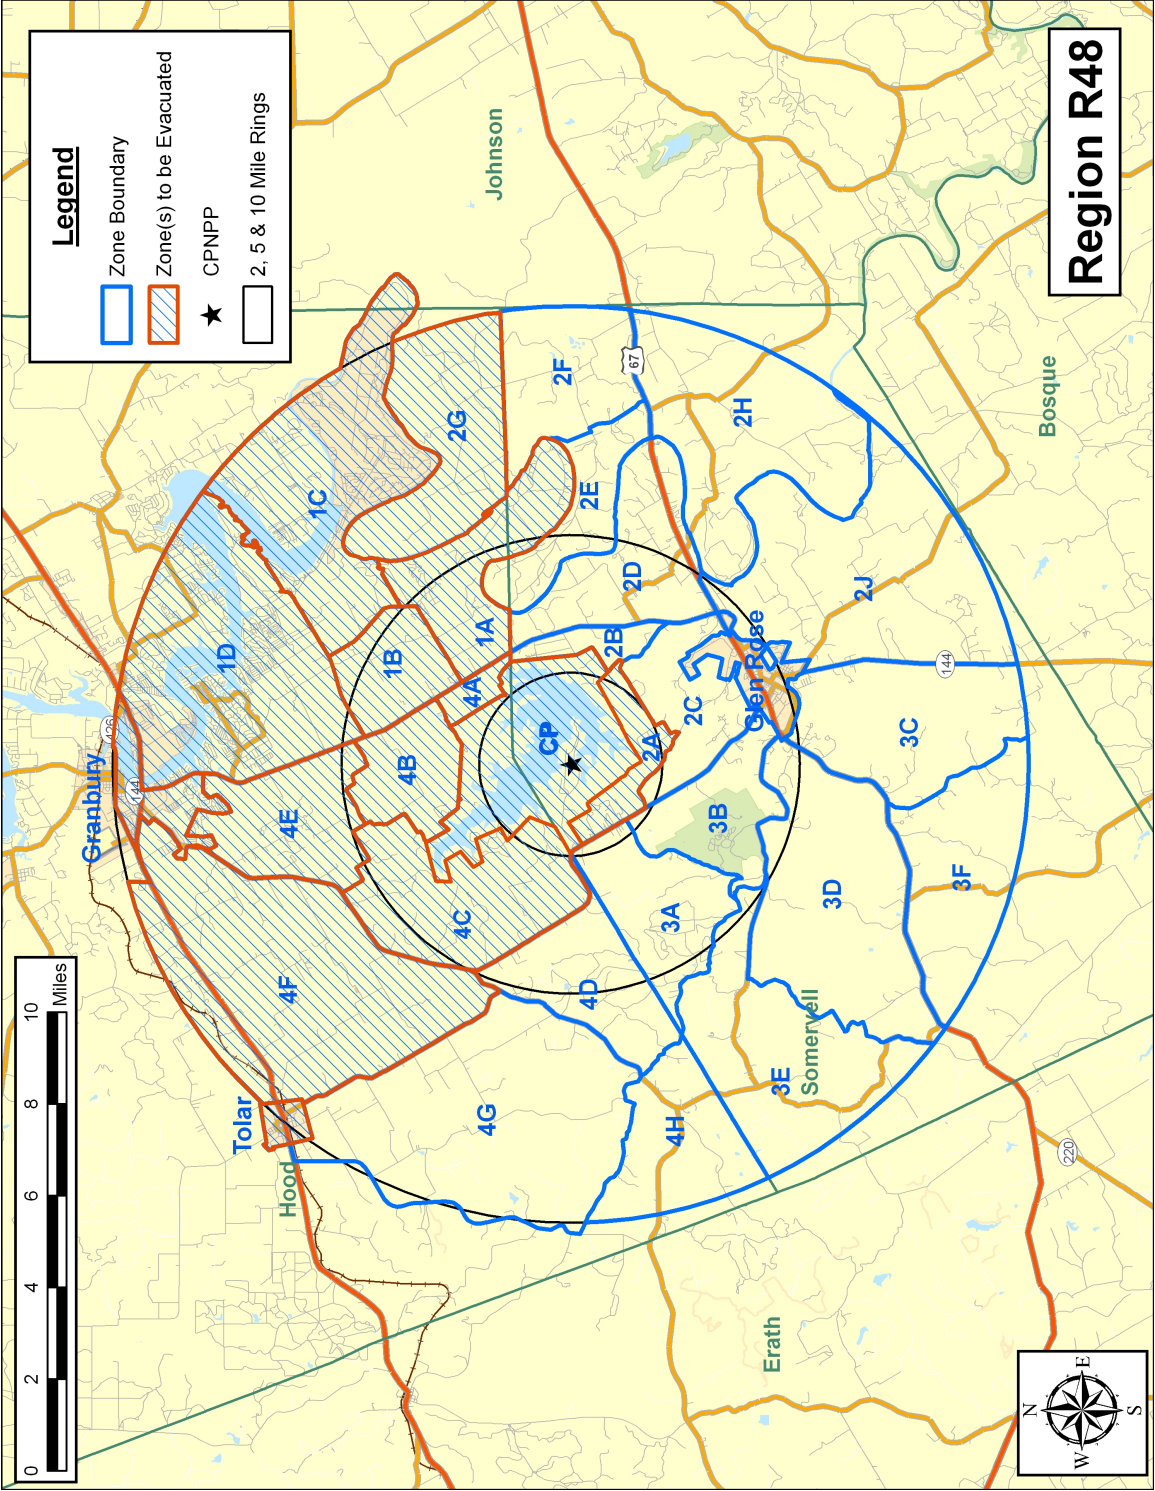 Legend
Zone Boundary
Zone(s) to be Evacuated
CPNPP
2, 5 & 10 Mile Rings
Region R48
0 2 4 6 8 10
Miles
N
W E
S
Granbury
Tolar
Glen Rose
Hood
Johnson
Bosque
Somervell
Erath
CP
1A
1B
1C
1D
2A
2B
2C
2D
2E
2F
2G
2H
2J
3A
3B
3C
3D
3E
3F
4A
4B
4C
4D
4E
4F
4G
4H
67
144
144
426
220